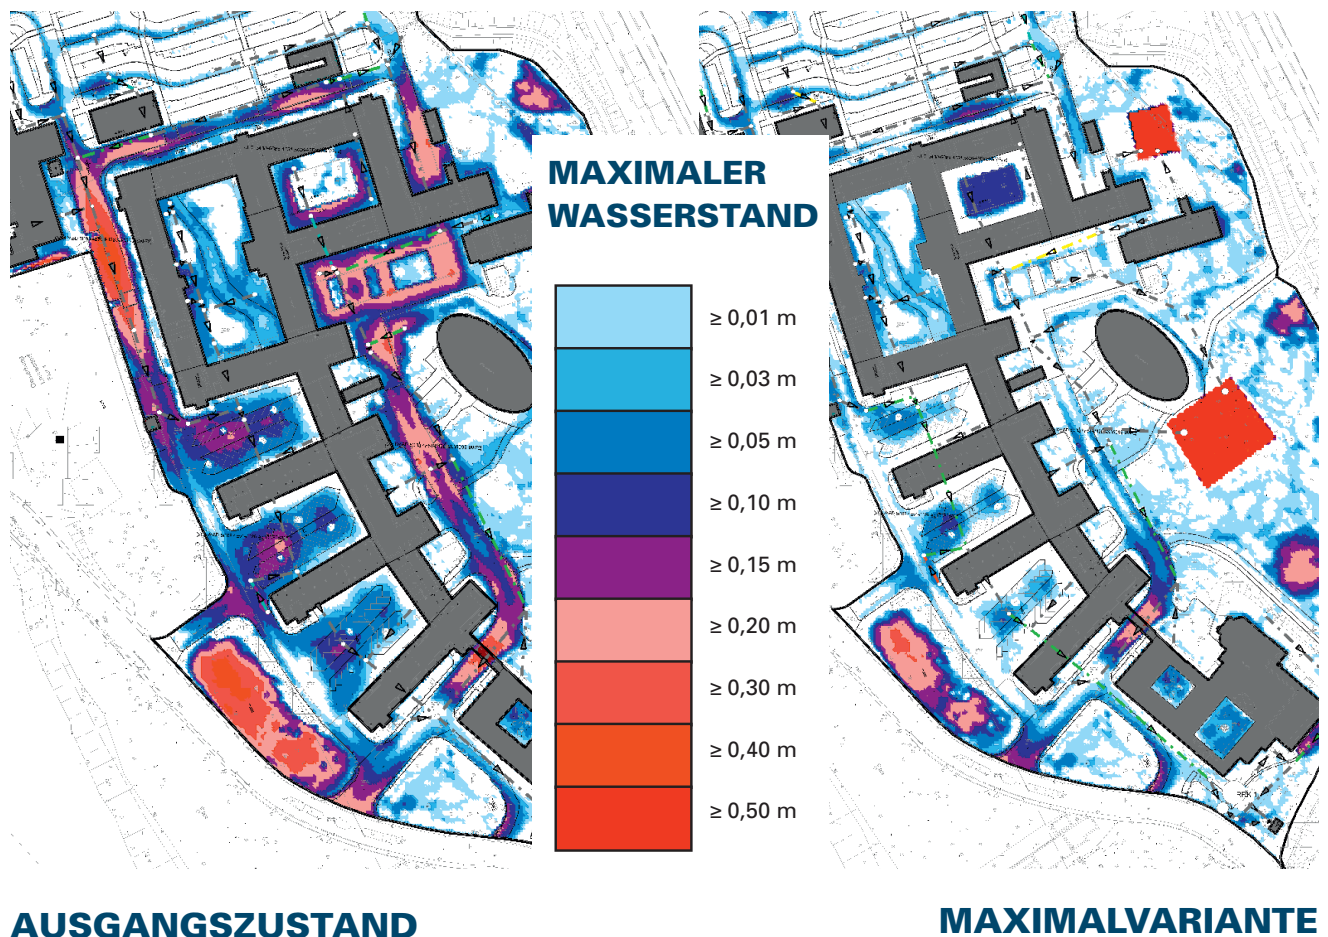 MAXIMALER
WASSERSTAND
≥ 0,01 m
≥ 0,03 m
≥ 0,05 m
≥ 0,10 m
≥ 0,15 m
≥ 0,20 m
≥ 0,30 m
≥ 0,40 m
≥ 0,50 m
AUSGANGSZUSTAND
MAXIMALVARIANTE